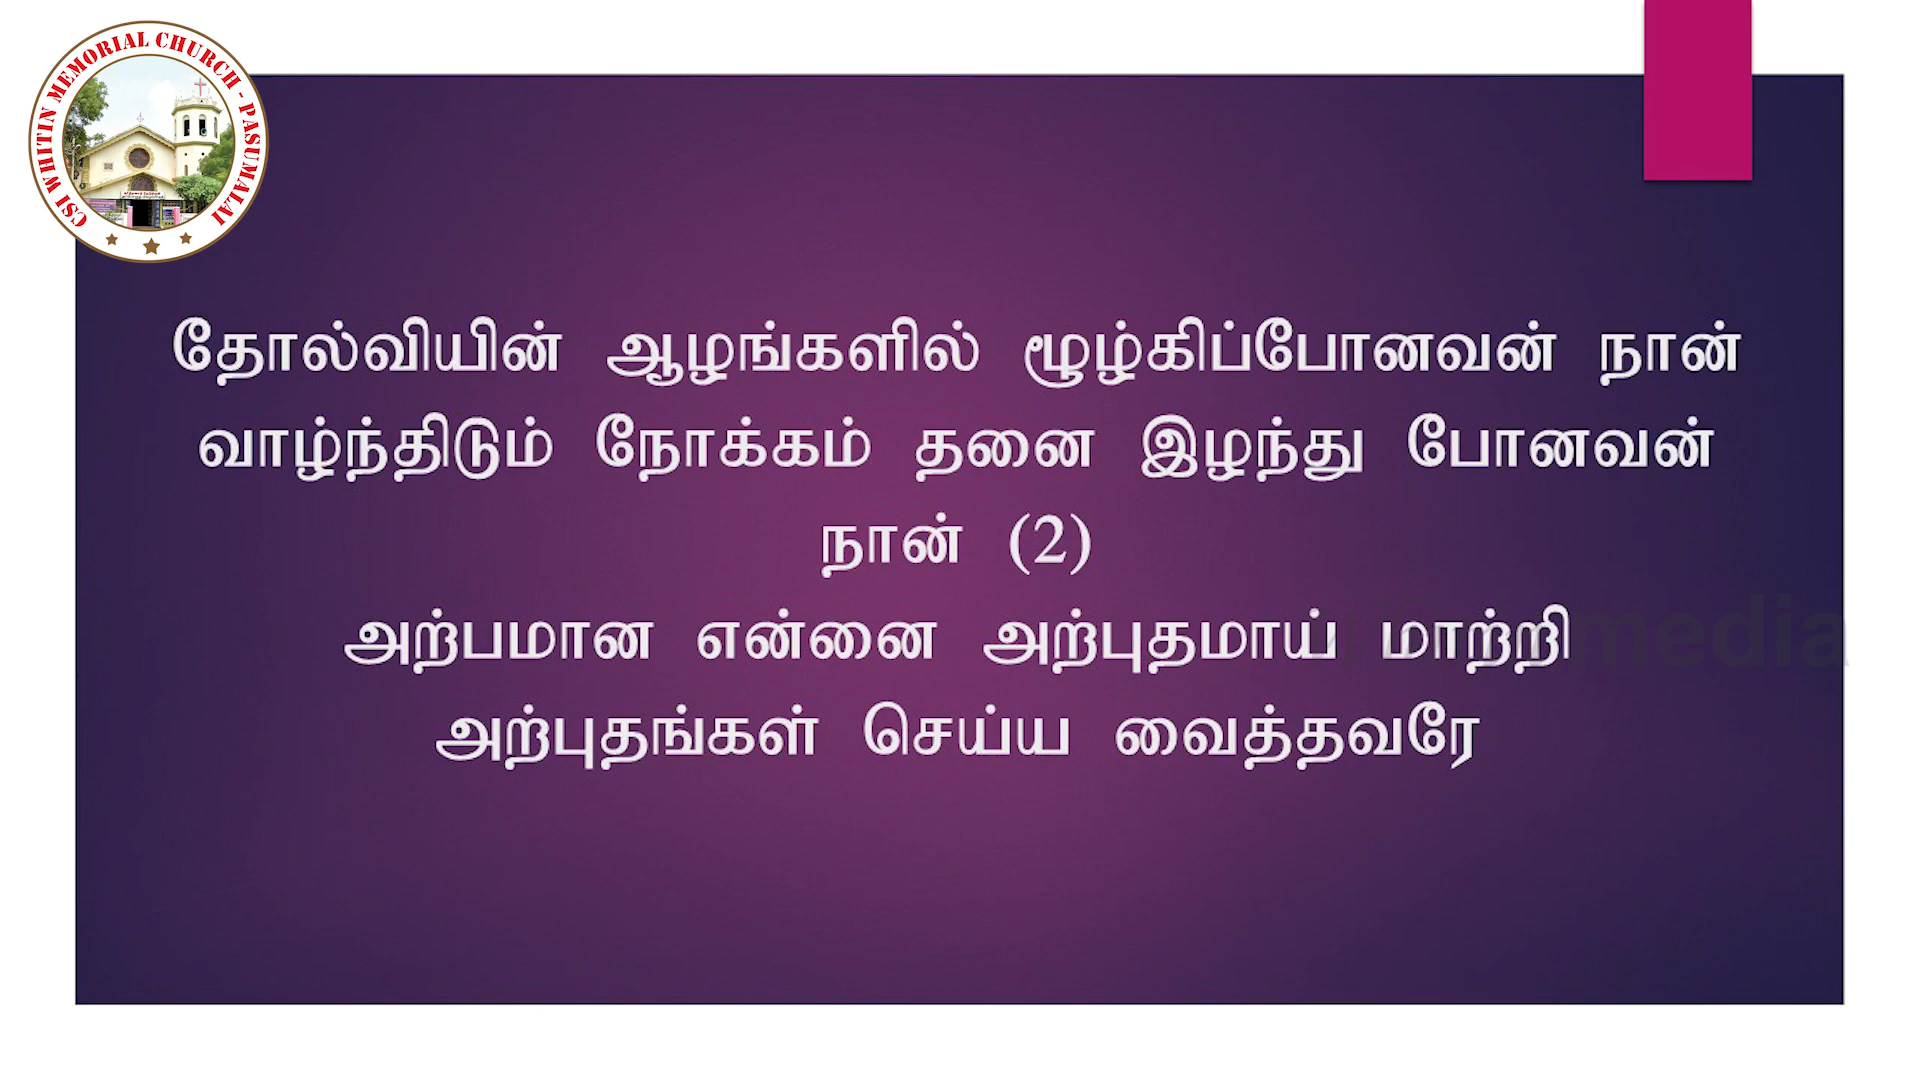 CSI WHITIN MEMORIAL CHURCH - PASUMALAI
தோல்வியின் ஆழங்களில் மூழ்கிப்போனவன் நான்
வாழ்ந்திடும் நோக்கம் தனை இழந்து போனவன்
நான் (2)
அற்பமான என்னை அற்புதமாய் மாற்றி
அற்புதங்கள் செய்ய வைத்தவரே
media